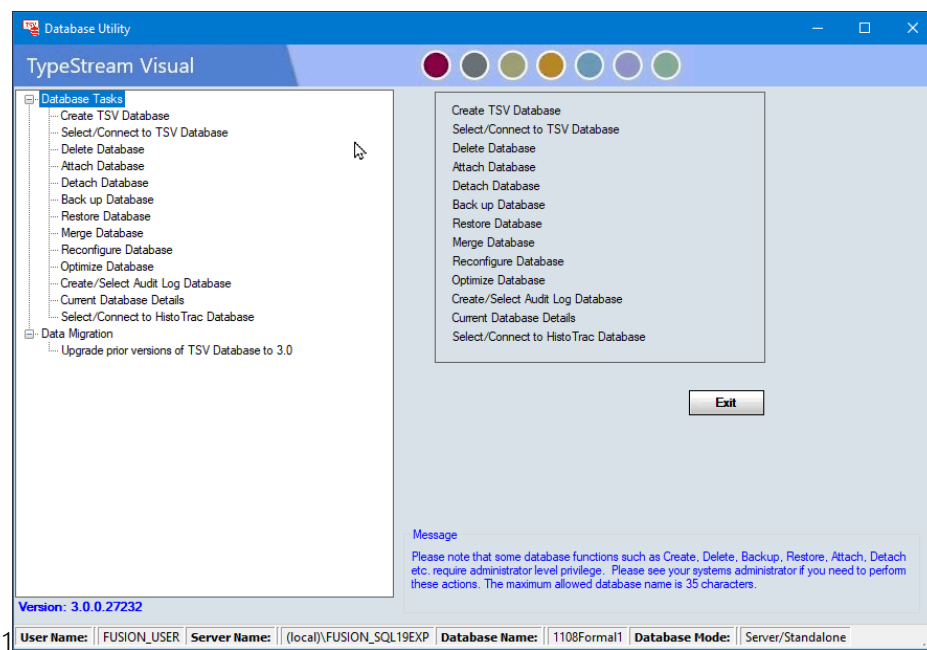 TSV Database Utility
TypeStream Visual
Database Tasks
Create TSV Database
Select/Connect to TSV Database
Delete Database
Attach Database
Detach Database
Back up Database
Restore Database
Merge Database
Reconfigure Database
Optimize Database
Create/Select Audit Log Database
Current Database Details
Select/Connect to HistoTrac Database
Data Migration
Upgrade prior versions of TSV Database to 3.0
Version: 3.0.0.27232
Create TSV Database
Select/Connect to TSV Database
Delete Database
Attach Database
Detach Database
Back up Database
Restore Database
Merge Database
Reconfigure Database
Optimize Database
Create/Select Audit Log Database
Current Database Details
Select/Connect to HistoTrac Database
Exit
Message
Please note that some database functions such as Create, Delete, Backup, Restore, Attach, Detach
etc. require administrator level privilege. Please see your systems administrator if you need to perform
these actions. The maximum allowed database name is 35 characters.
1 User Name: FUSION_USER Server Name: (local)\FUSION_SQL19EXP Database Name: 1108Formal1 Database Mode: Server/Standalone